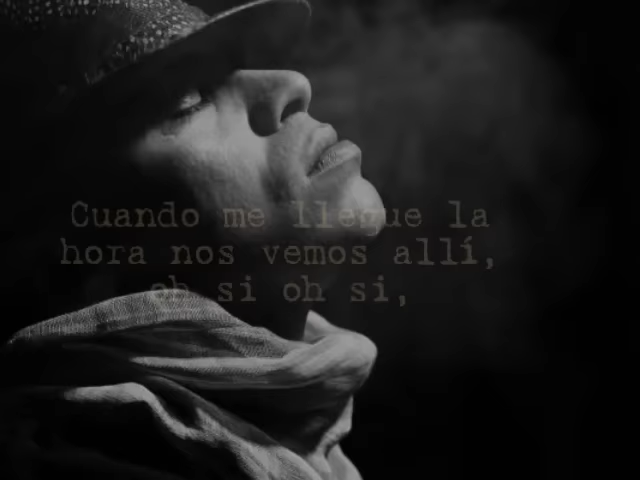 Cuando me llegue la
hora nos vemos allí,
oh si oh si,